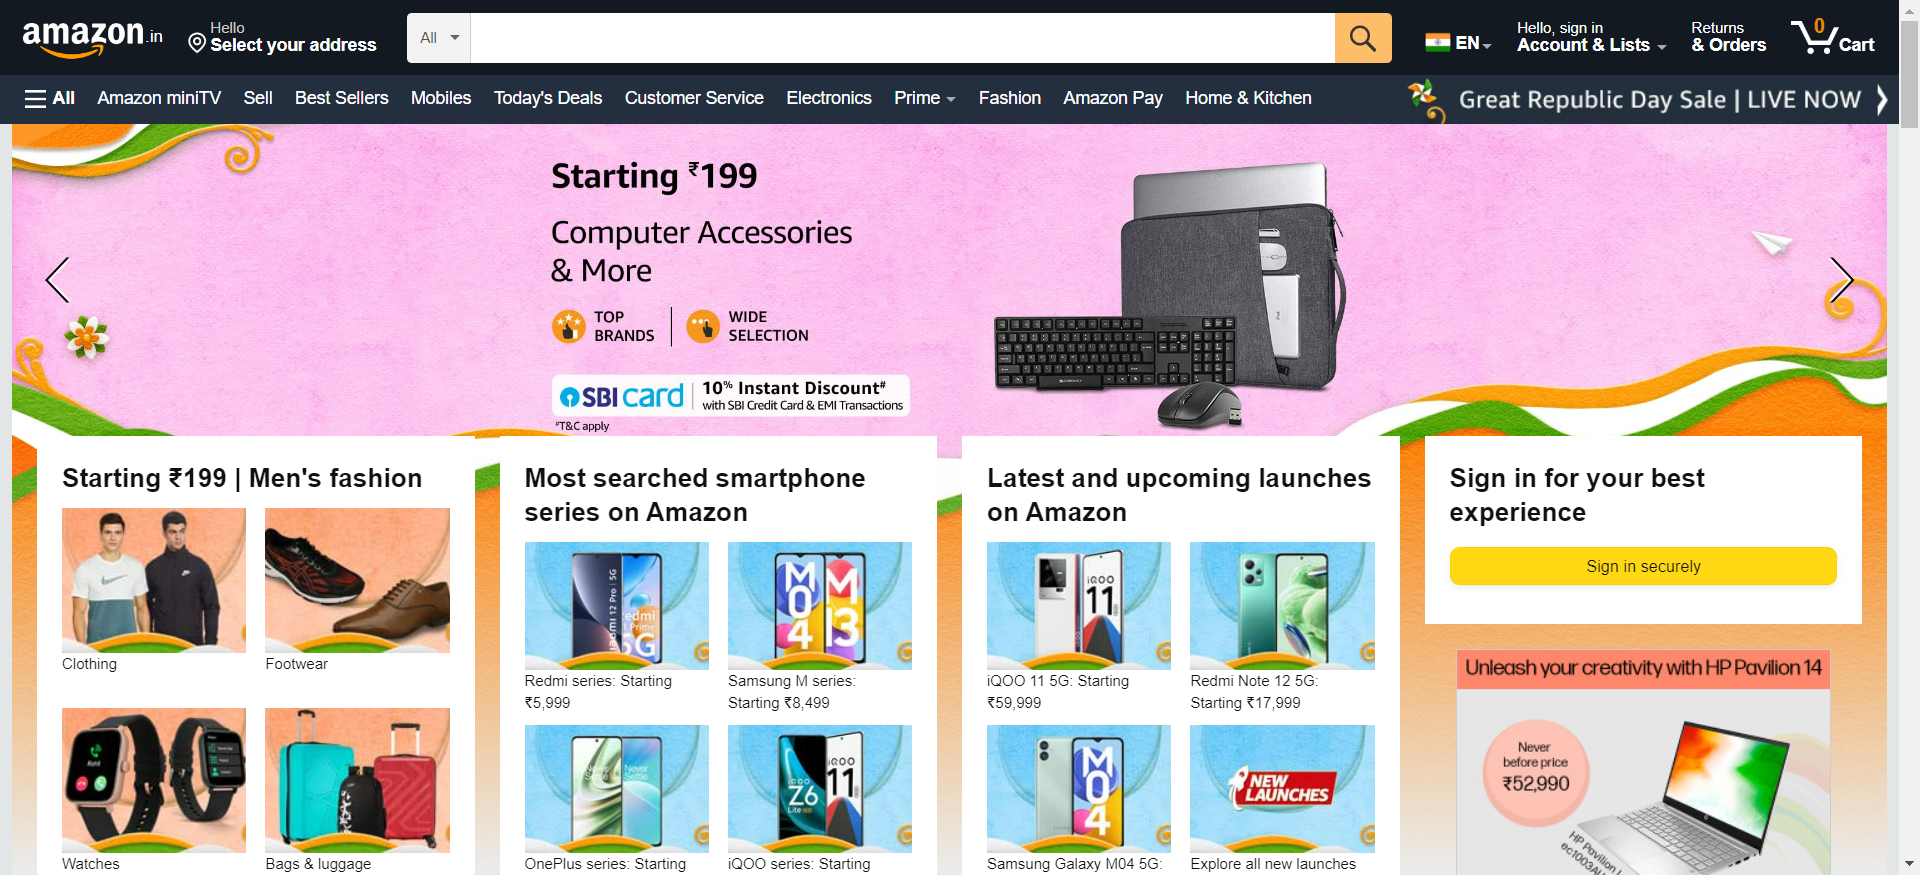 amazon.in
Hello
Select your address
All
EN
Hello, sign in
Account & Lists
Returns
& Orders
0
Cart
All
Amazon miniTV
Sell
Best Sellers
Mobiles
Today's Deals
Customer Service
Electronics
Prime
Fashion
Amazon Pay
Home & Kitchen
Great Republic Day Sale | LIVE NOW
Starting ₹199
Computer Accessories
& More
TOP
BRANDS
WIDE
SELECTION
SBI card
10% Instant Discount#
with SBI Credit Card & EMI Transactions
#T&C apply
Starting ₹199 | Men's fashion
Clothing
Footwear
Watches
Bags & luggage
Most searched smartphone
series on Amazon
Redmi series: Starting
₹5,999
Samsung M series:
Starting ₹8,499
OnePlus series: Starting
iQOO series: Starting
Latest and upcoming launches
on Amazon
iQOO 11 5G: Starting
₹59,999
Redmi Note 12 5G:
Starting ₹17,999
NEW
LAUNCHES
Samsung Galaxy M04 5G:
Explore all new launches
Sign in for your best
experience
Sign in securely
Unleash your creativity with HP Pavilion 14
Never
before price
₹52,990
HP Pavilion